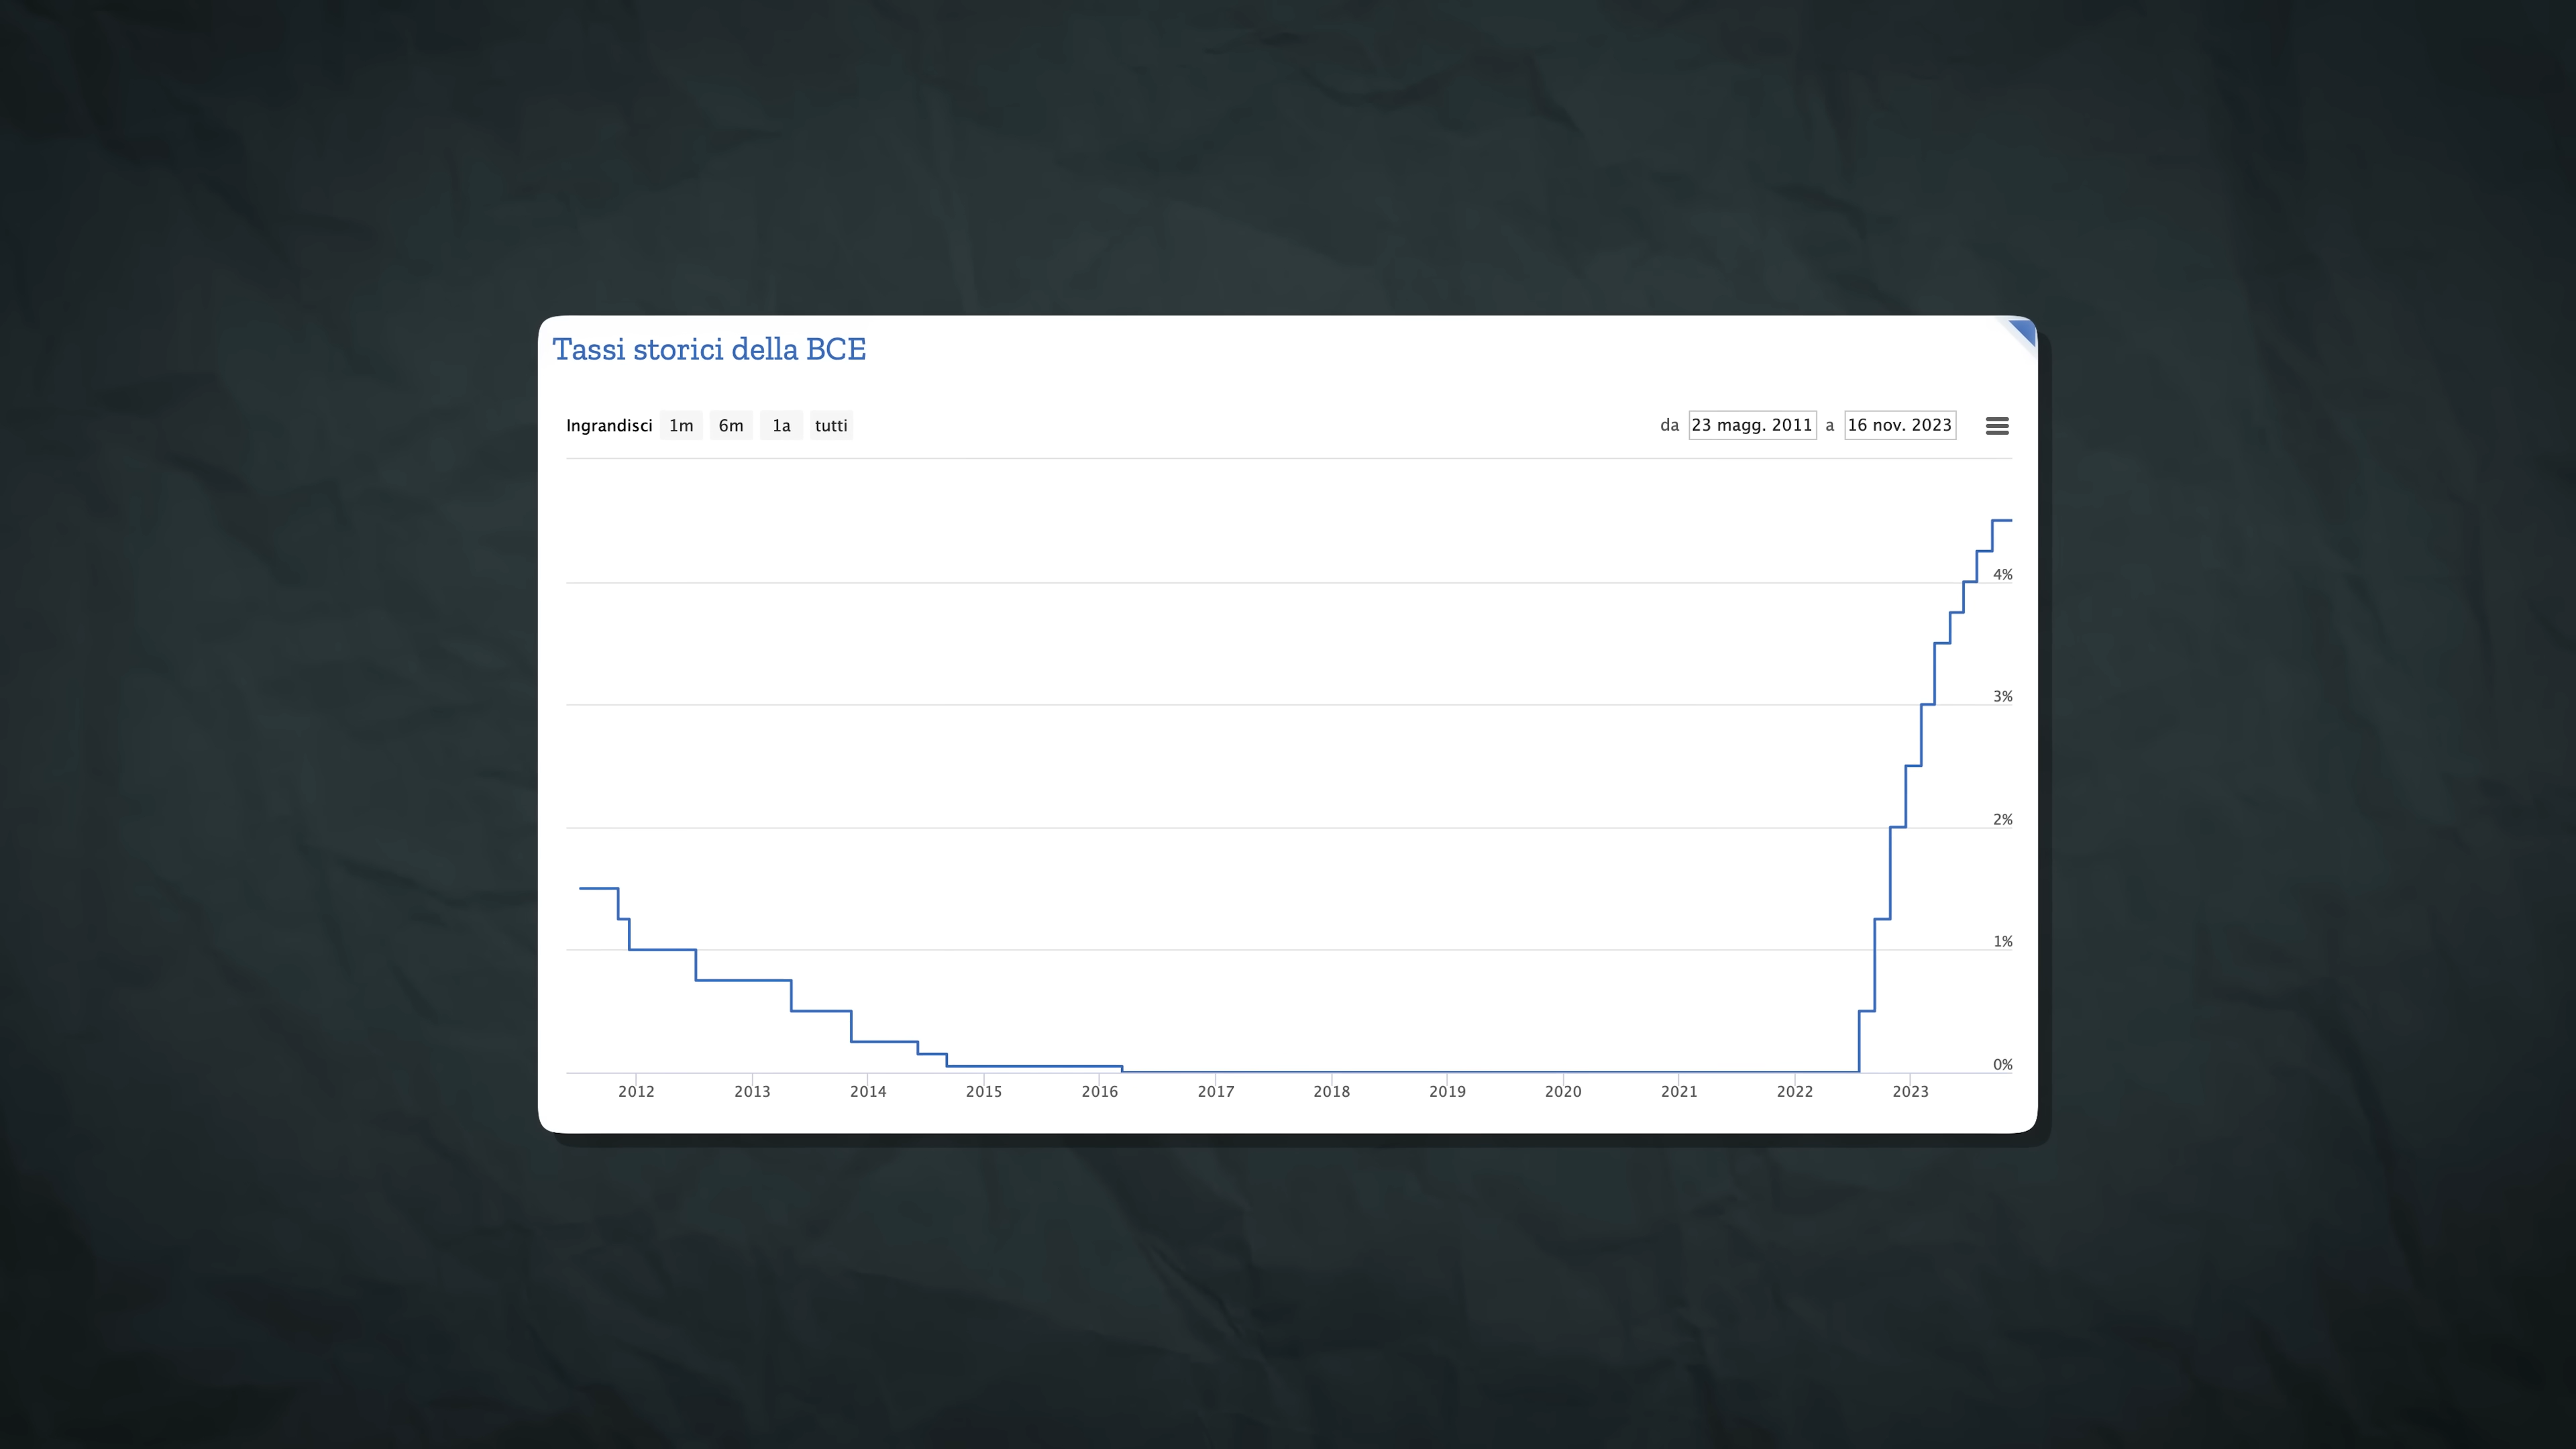 Tassi storici della BCE
Ingrandisci 1m 6m 1a tutti da 23 magg. 2011 a 16 nov. 2023
4%
3%
2%
1%
0%
2012 2013 2014 2015 2016 2017 2018 2019 2020 2021 2022 2023